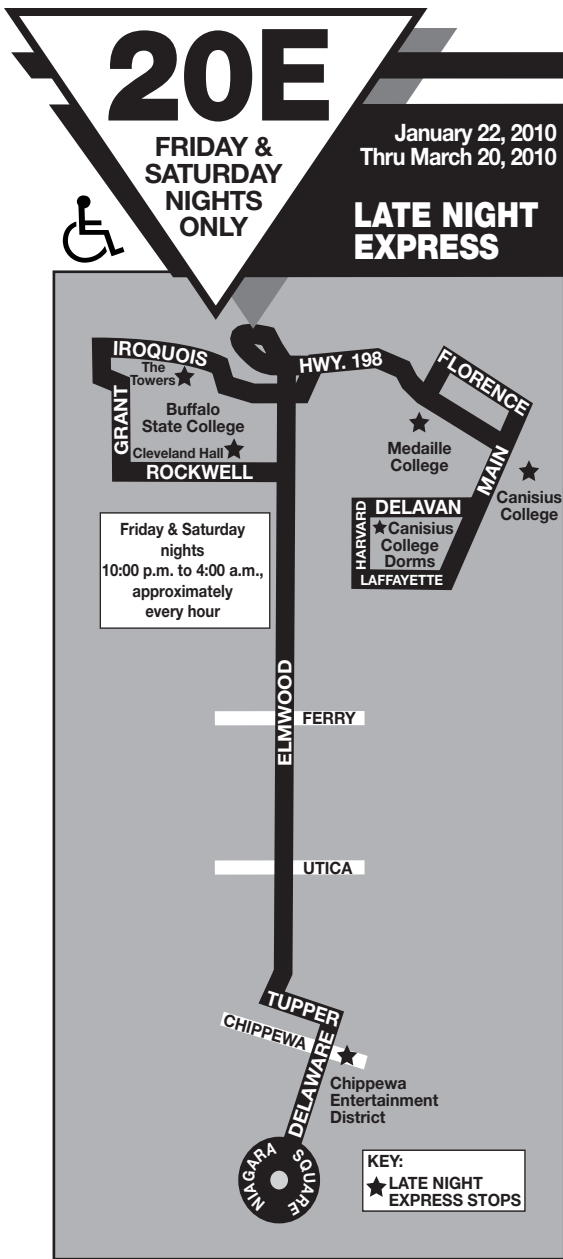 20E
FRIDAY &
SATURDAY
NIGHTS
ONLY
January 22, 2010
Thru March 20, 2010
LATE NIGHT
EXPRESS
IROQUOIS
The
Towers
HWY. 198
FLORENCE
GRANT
Buffalo
State College
Cleveland Hall
ROCKWELL
Medaille
College
MAIN
Canisius
College
DELAVAN
HARVARD
Canisius
College
Dorms
LAFFAYETTE
Friday & Saturday
nights
10:00 p.m. to 4:00 a.m.,
approximately
every hour
ELMWOOD
FERRY
UTICA
TUPPER
CHIPPEWA
DELAWARE
Chippewa
Entertainment
District
NIAGARA SQUARE
KEY:
LATE NIGHT
EXPRESS STOPS